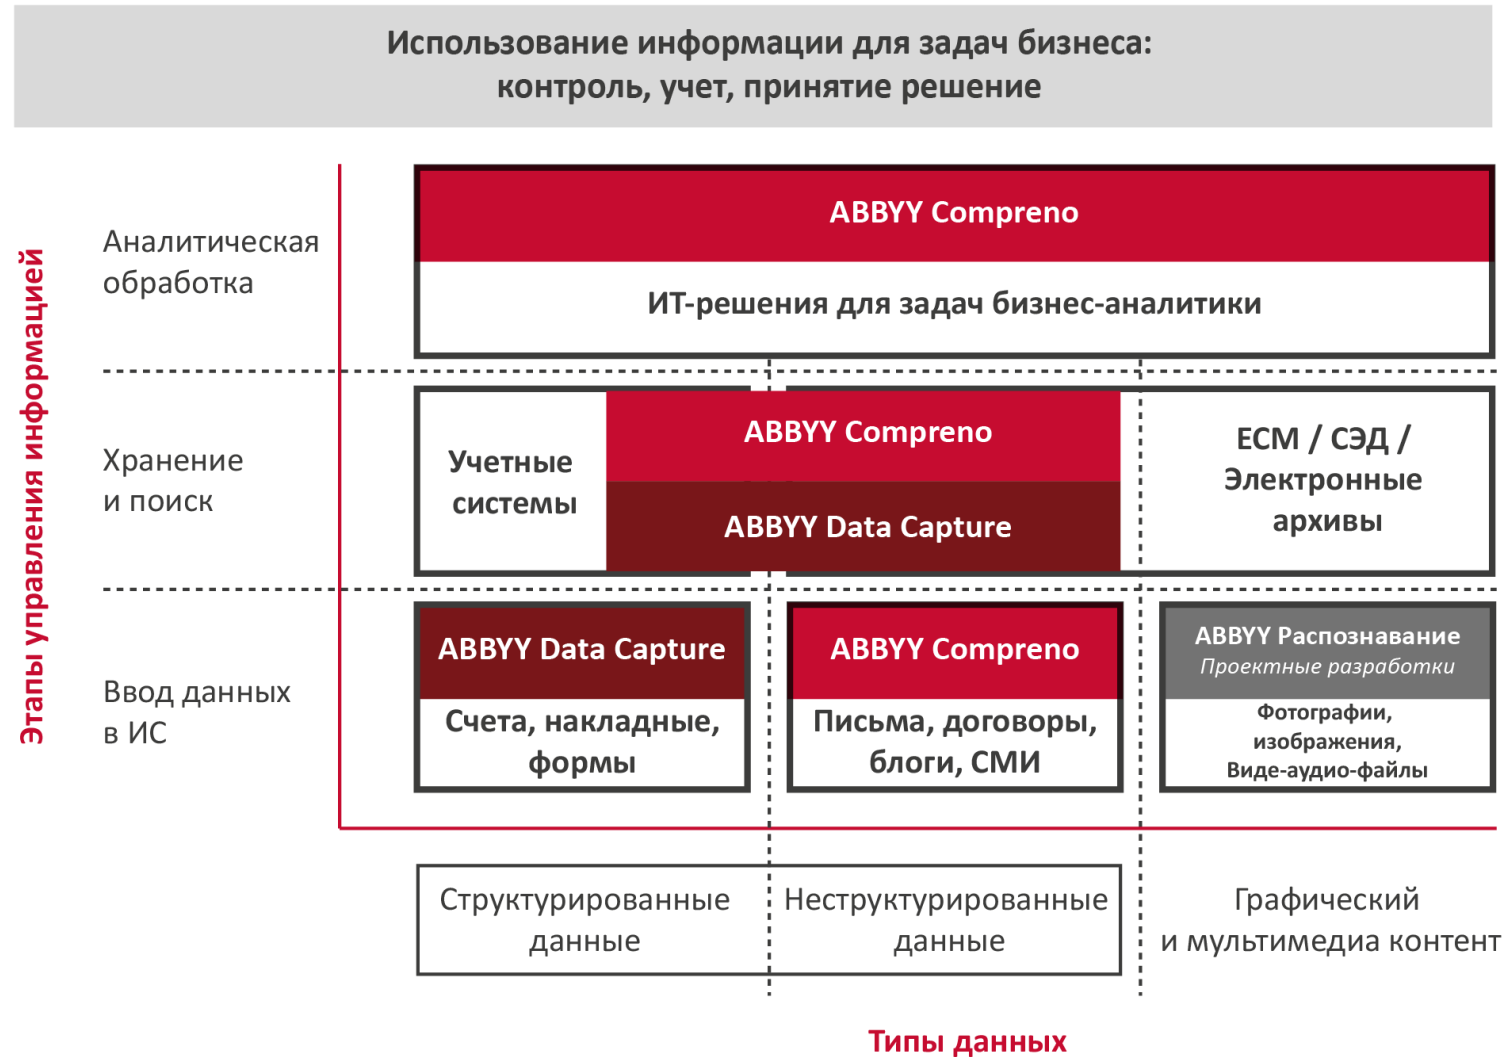 Использование информации для задач бизнеса:
контроль, учет, принятие решение
Этапы управления информацией
Аналитическая
обработка
ABBYY Compreno
ИТ-решения для задач бизнес-аналитики
Хранение
и поиск
Учетные
системы
ABBYY Compreno
ABBYY Data Capture
ECM / СЭД /
Электронные
архивы
Ввод данных
в ИС
ABBYY Data Capture
Счета, накладные,
формы
ABBYY Compreno
Письма, договоры,
блоги, СМИ
ABBYY Распознавание
Проектные разработки
Фотографии,
изображения,
Виде-аудио-файлы
Структурированные
данные
Неструктурированные
данные
Графический
и мультимедиа контент
Типы данных